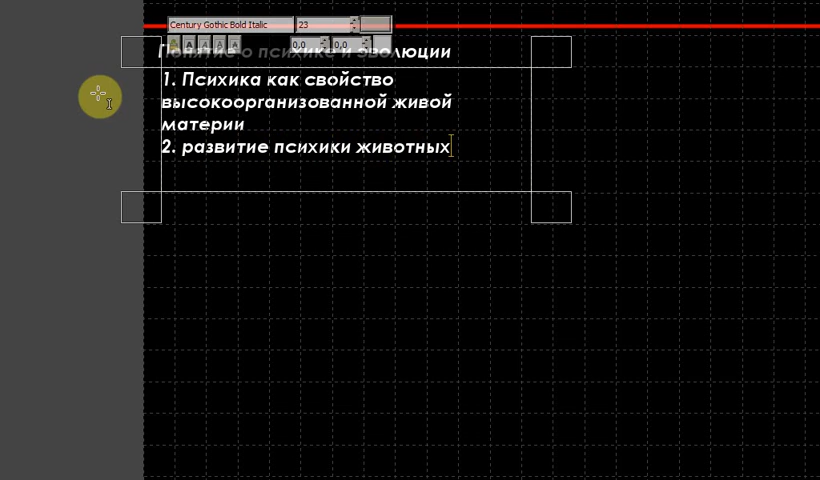 Century Gothic Bold Italic 23
0,0 0,0
Понятие о психике и эволюции
1. Психика как свойство
высокоорганизованной живой
материи
2. развитие психики животных